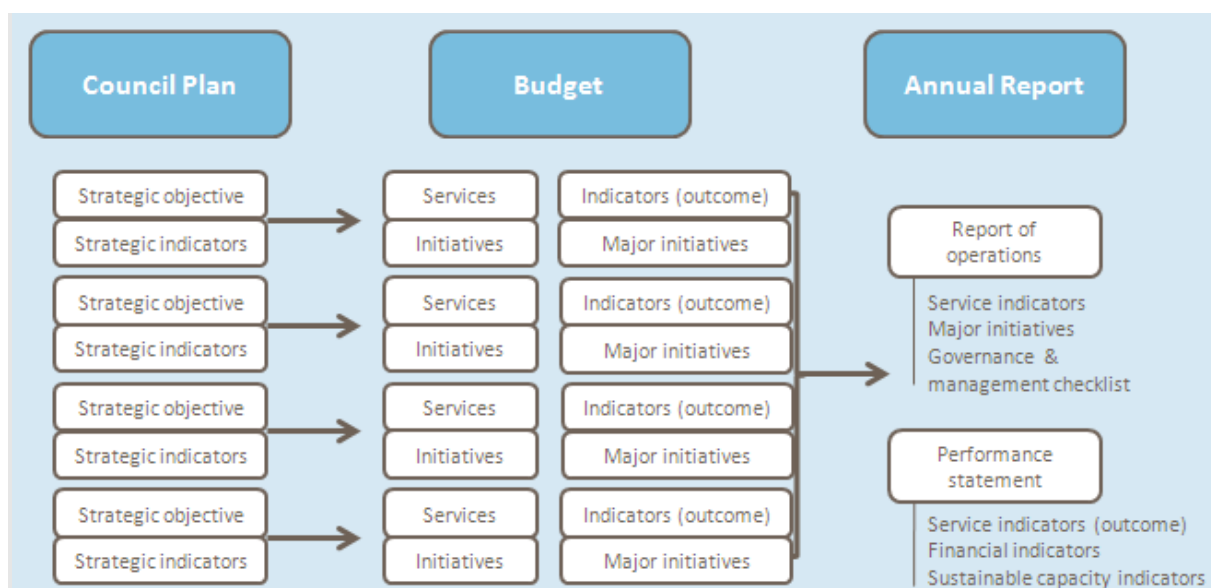 Council Plan
Budget
Annual Report
Strategic objective
Strategic indicators
Services
Initiatives
Indicators (outcome)
Major initiatives
Strategic objective
Strategic indicators
Services
Initiatives
Indicators (outcome)
Major initiatives
Strategic objective
Strategic indicators
Services
Initiatives
Indicators (outcome)
Major initiatives
Strategic objective
Strategic indicators
Services
Initiatives
Indicators (outcome)
Major initiatives
Report of
operations
Service indicators
Major initiatives
Governance &
management checklist
Performance
statement
Service indicators (outcome)
Financial indicators
Sustainable capacity indicators